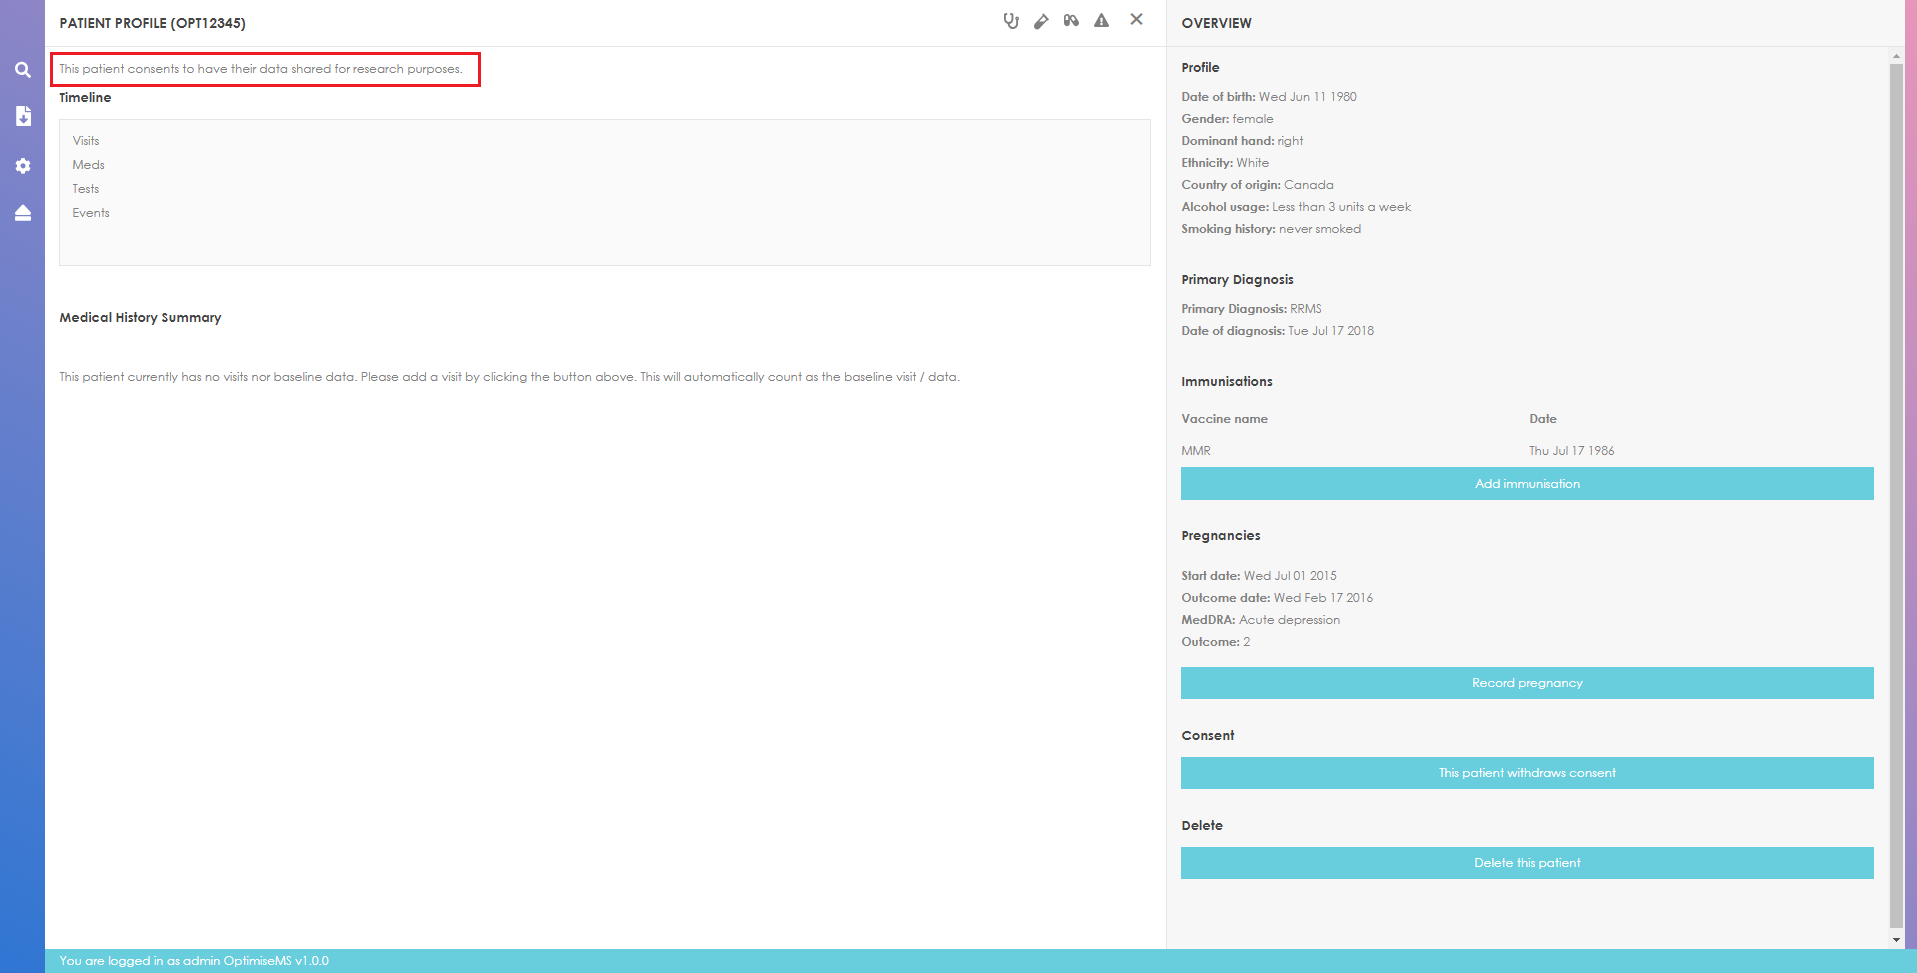 PATIENT PROFILE (OPT12345)
This patient consents to have their data shared for research purposes.
Timeline
Visits
Meds
Tests
Events
Medical History Summary
This patient currently has no visits nor baseline data. Please add a visit by clicking the button above. This will automatically count as the baseline visit / data.
OVERVIEW
Profile
Date of birth: Wed Jun 11 1980
Gender: female
Dominant hand: right
Ethnicity: White
Country of origin: Canada
Alcohol usage: Less than 3 units a week
Smoking history: never smoked
Primary Diagnosis
Primary Diagnosis: RRMS
Date of diagnosis: Tue Jul 17 2018
Immunisations
Vaccine name Date
MMR Thu Jul 17 1986
Add immunisation
Pregnancies
Start date: Wed Jul 01 2015
Outcome date: Wed Feb 17 2016
MedDRA: Acute depression
Outcome: 2
Record pregnancy
Consent
This patient withdraws consent
Delete
Delete this patient
You are logged in as admin OptimiseMS v1.0.0